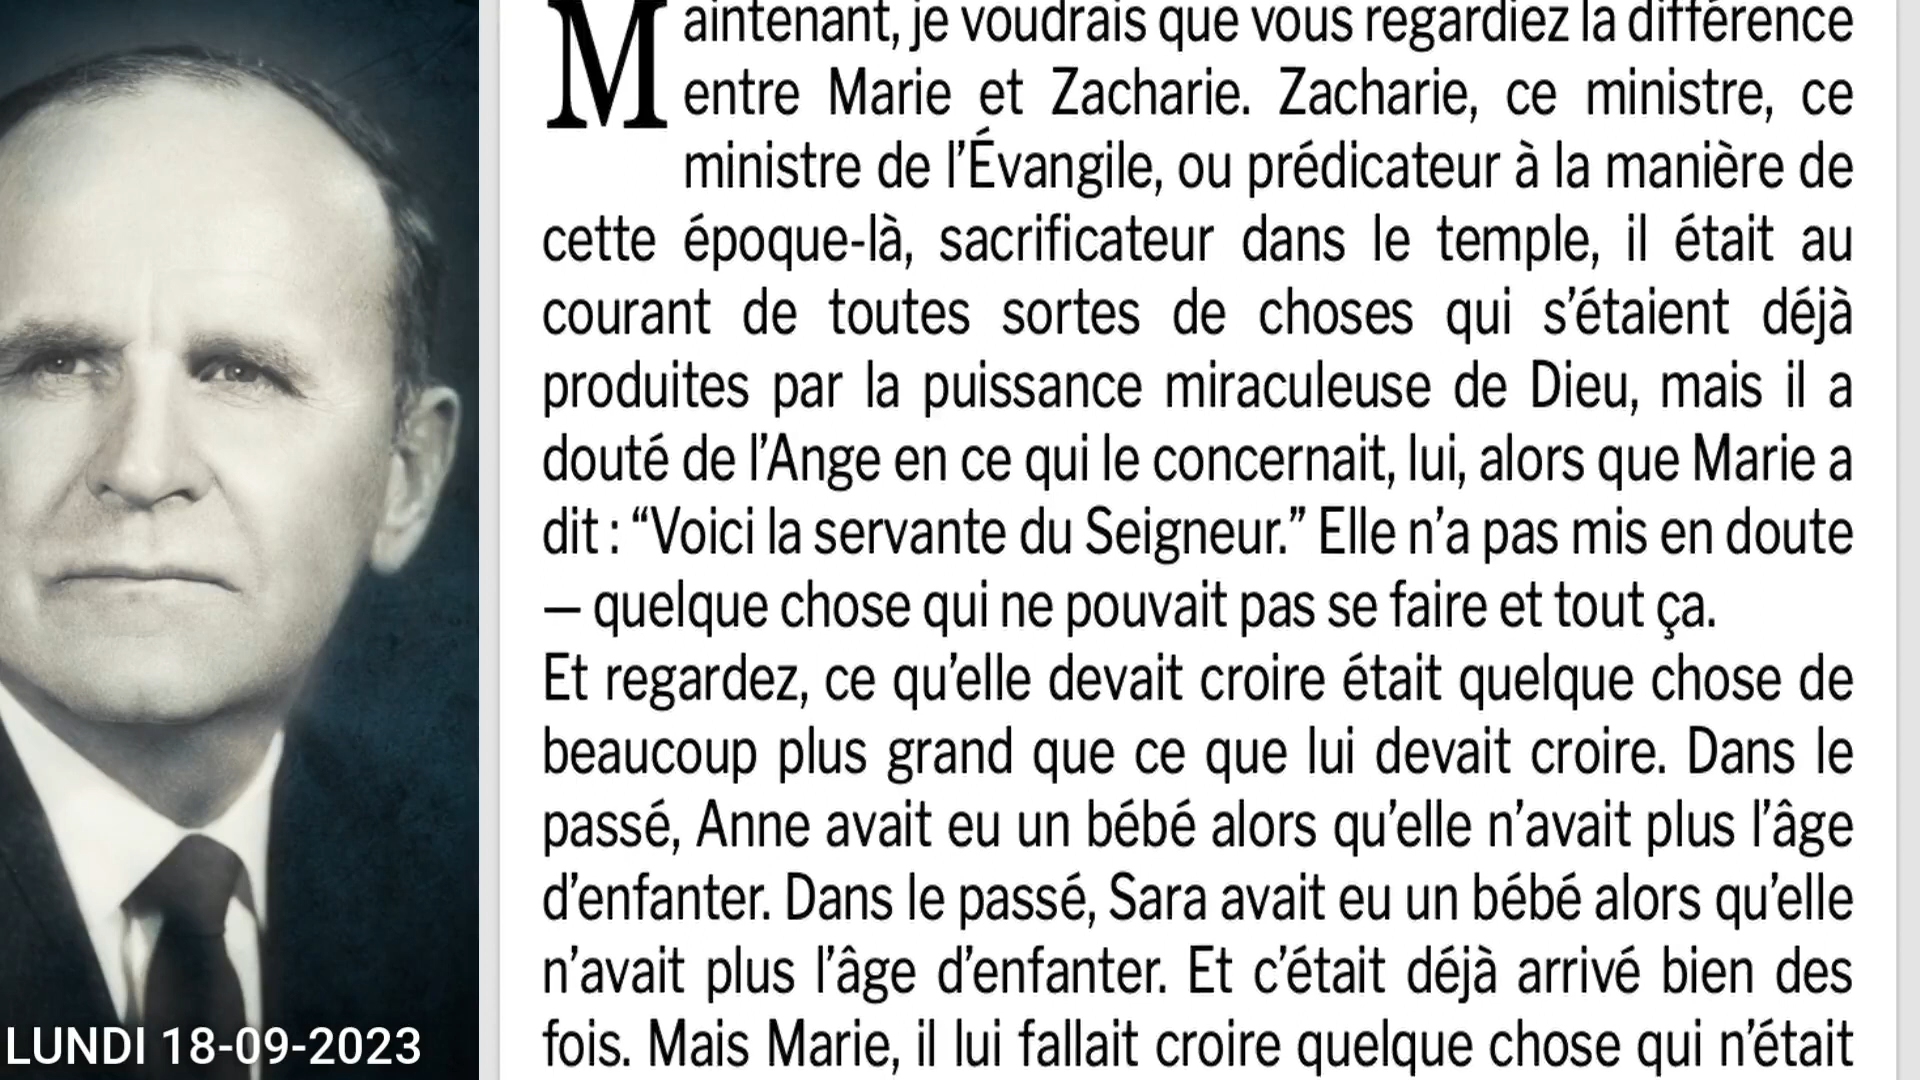 Maintenant, je voudrais que vous regardiez la différence
entre Marie et Zacharie. Zacharie, ce ministre, ce
ministre de l’Évangile, ou prédicateur à la manière de
cette époque-là, sacrificateur dans le temple, il était au
courant de toutes sortes de choses qui s’étaient déjà
produites par la puissance miraculeuse de Dieu, mais il a
douté de l’Ange en ce qui le concernait, lui, alors que Marie a
dit : “Voici la servante du Seigneur.” Elle n’a pas mis en doute
— quelque chose qui ne pouvait pas se faire et tout ça.
Et regardez, ce qu’elle devait croire était quelque chose de
beaucoup plus grand que ce que lui devait croire. Dans le
passé, Anne avait eu un bébé alors qu’elle n’avait plus l’âge
d’enfanter. Dans le passé, Sara avait eu un bébé alors qu’elle
n’avait plus l’âge d’enfanter. Et c’était déjà arrivé bien des
fois. Mais Marie, il lui fallait croire quelque chose qui n’était
LUNDI 18-09-2023